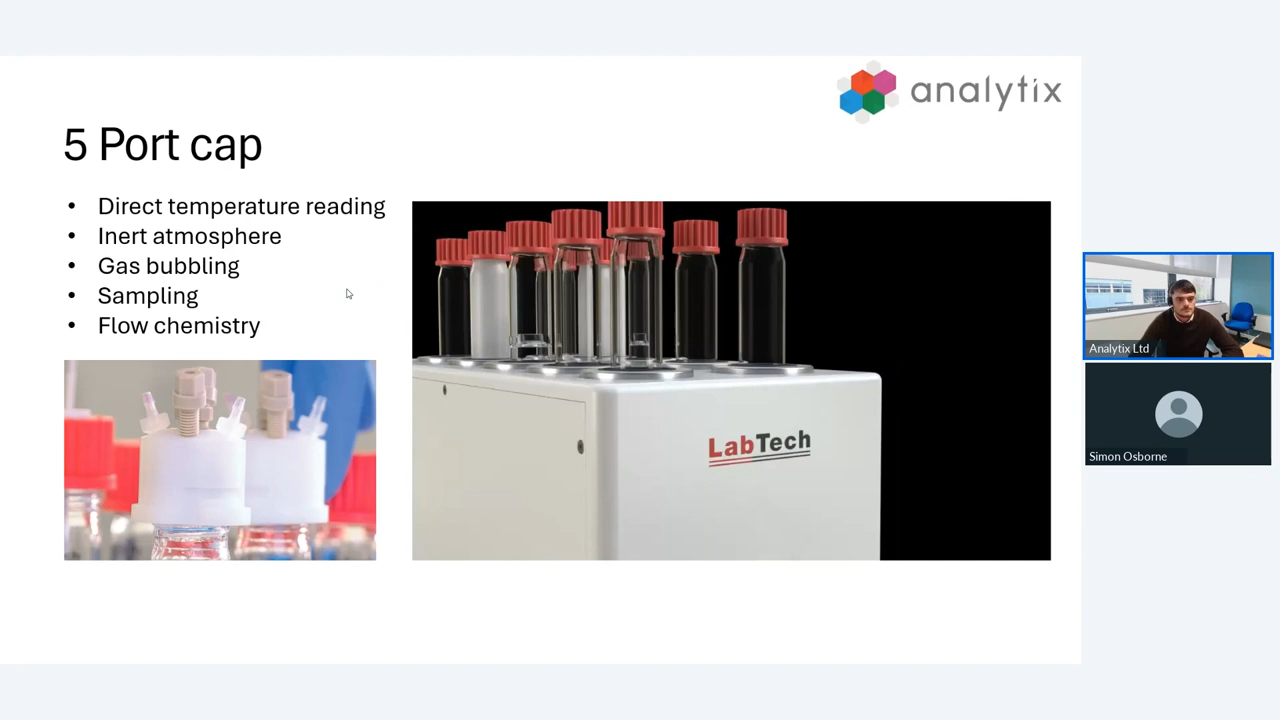 analytix
5 Port cap
• Direct temperature reading
• Inert atmosphere
• Gas bubbling
• Sampling
• Flow chemistry
LabTech
Analytix Ltd
Simon Osborne